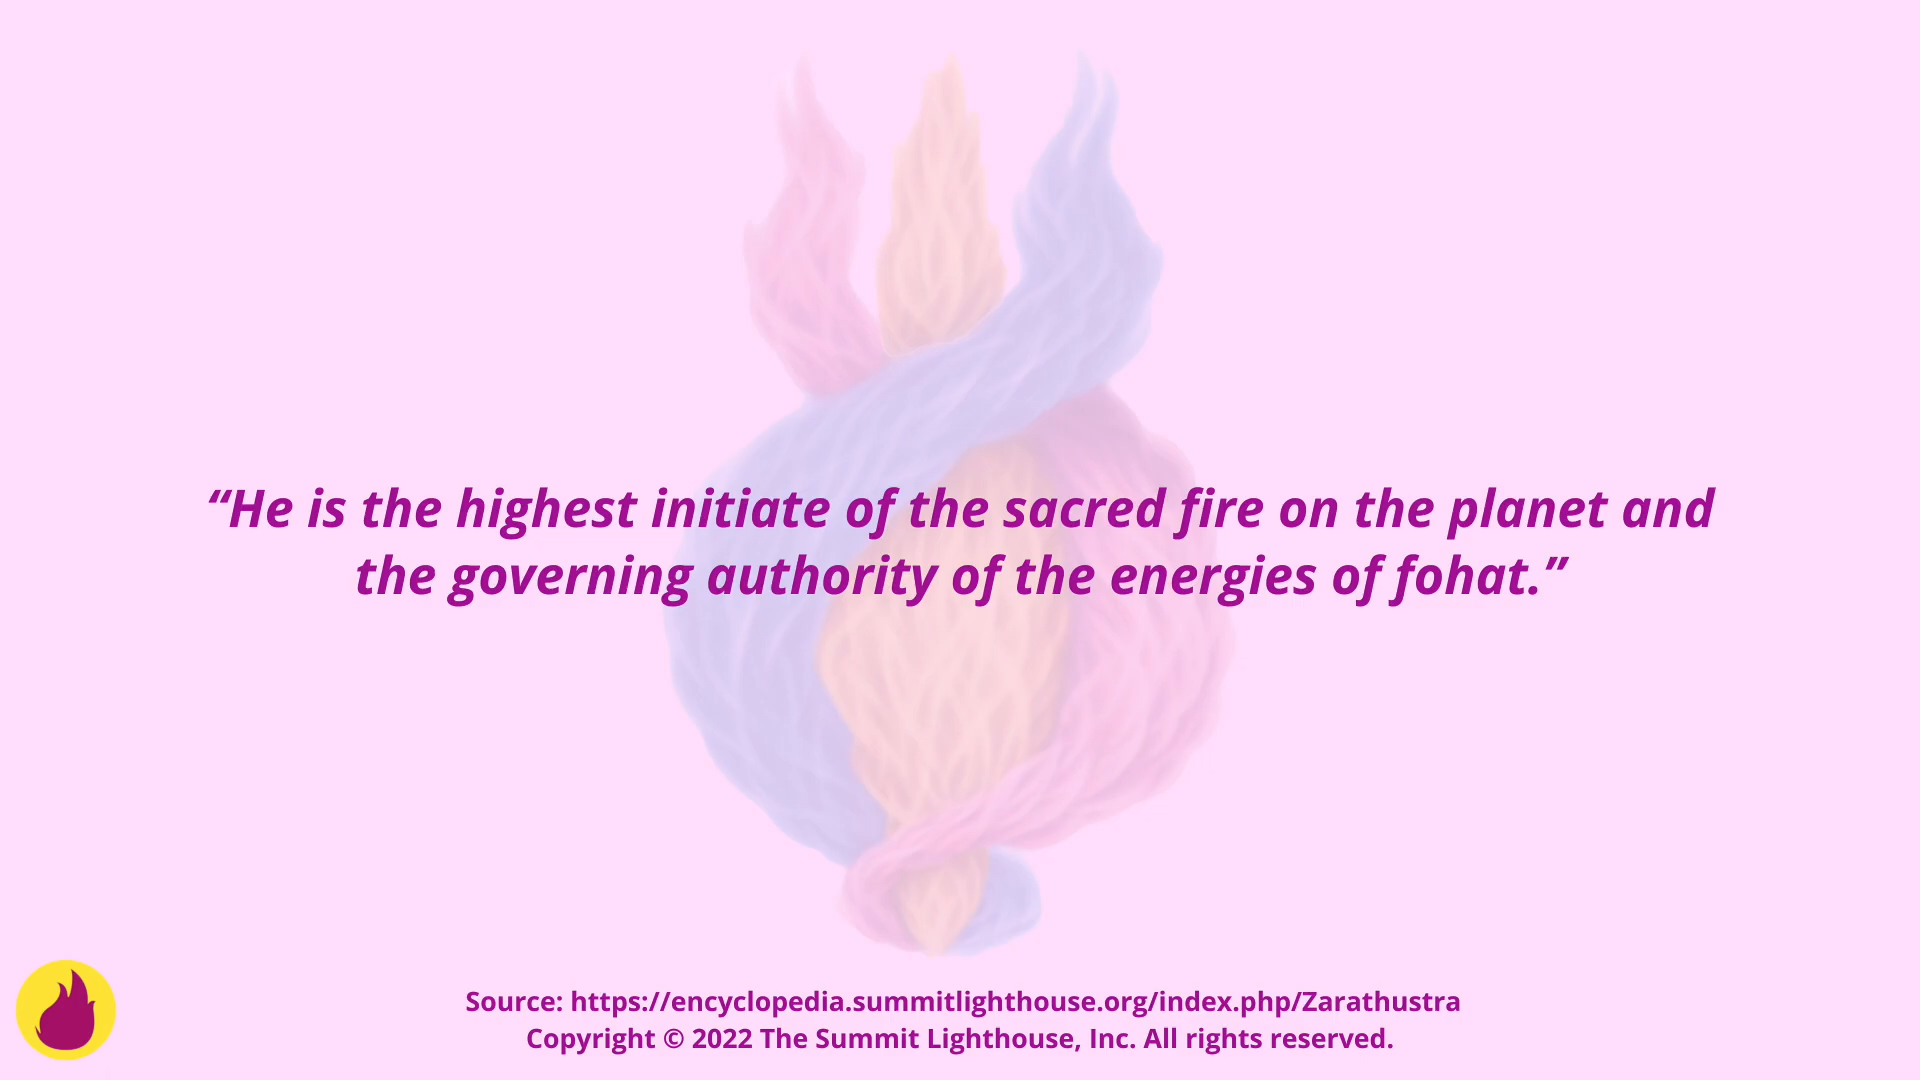 “He is the highest initiate of the sacred fire on the planet and
the governing authority of the energies of fohat.”
Source: https://encyclopedia.summitlighthouse.org/index.php/Zarathustra
Copyright © 2022 The Summit Lighthouse, Inc. All rights reserved.